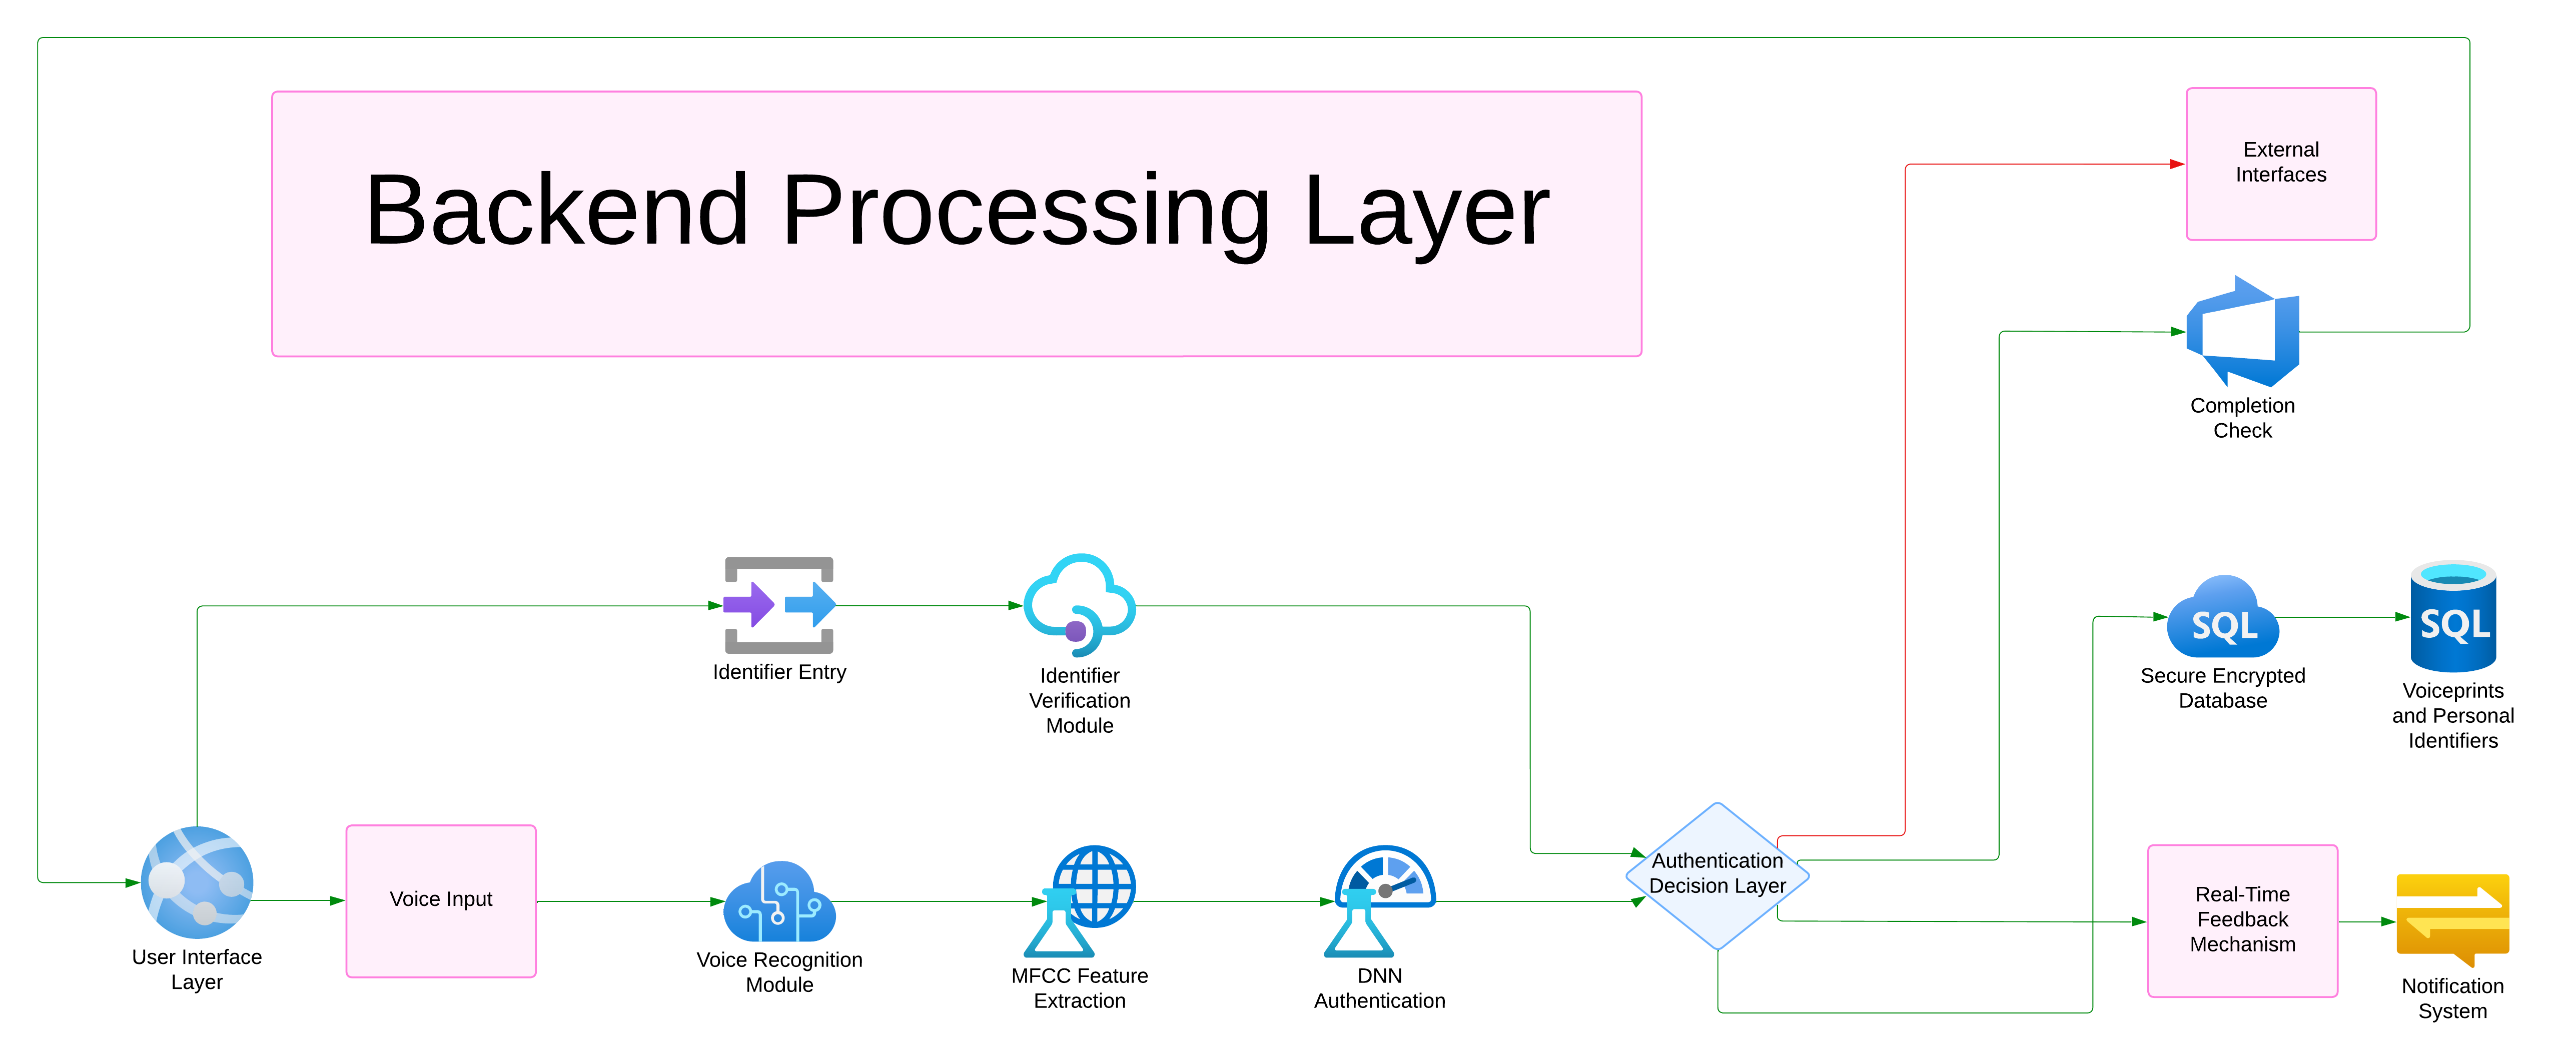 Backend Processing Layer
External
Interfaces
Completion
Check
Identifier Entry
Identifier
Verification
Module
SQL
Secure Encrypted
Database
SQL
Voiceprints
and Personal
Identifiers
User Interface
Layer
Voice Input
Voice Recognition
Module
MFCC Feature
Extraction
DNN
Authentication
Authentication
Decision Layer
Real-Time
Feedback
Mechanism
Notification
System